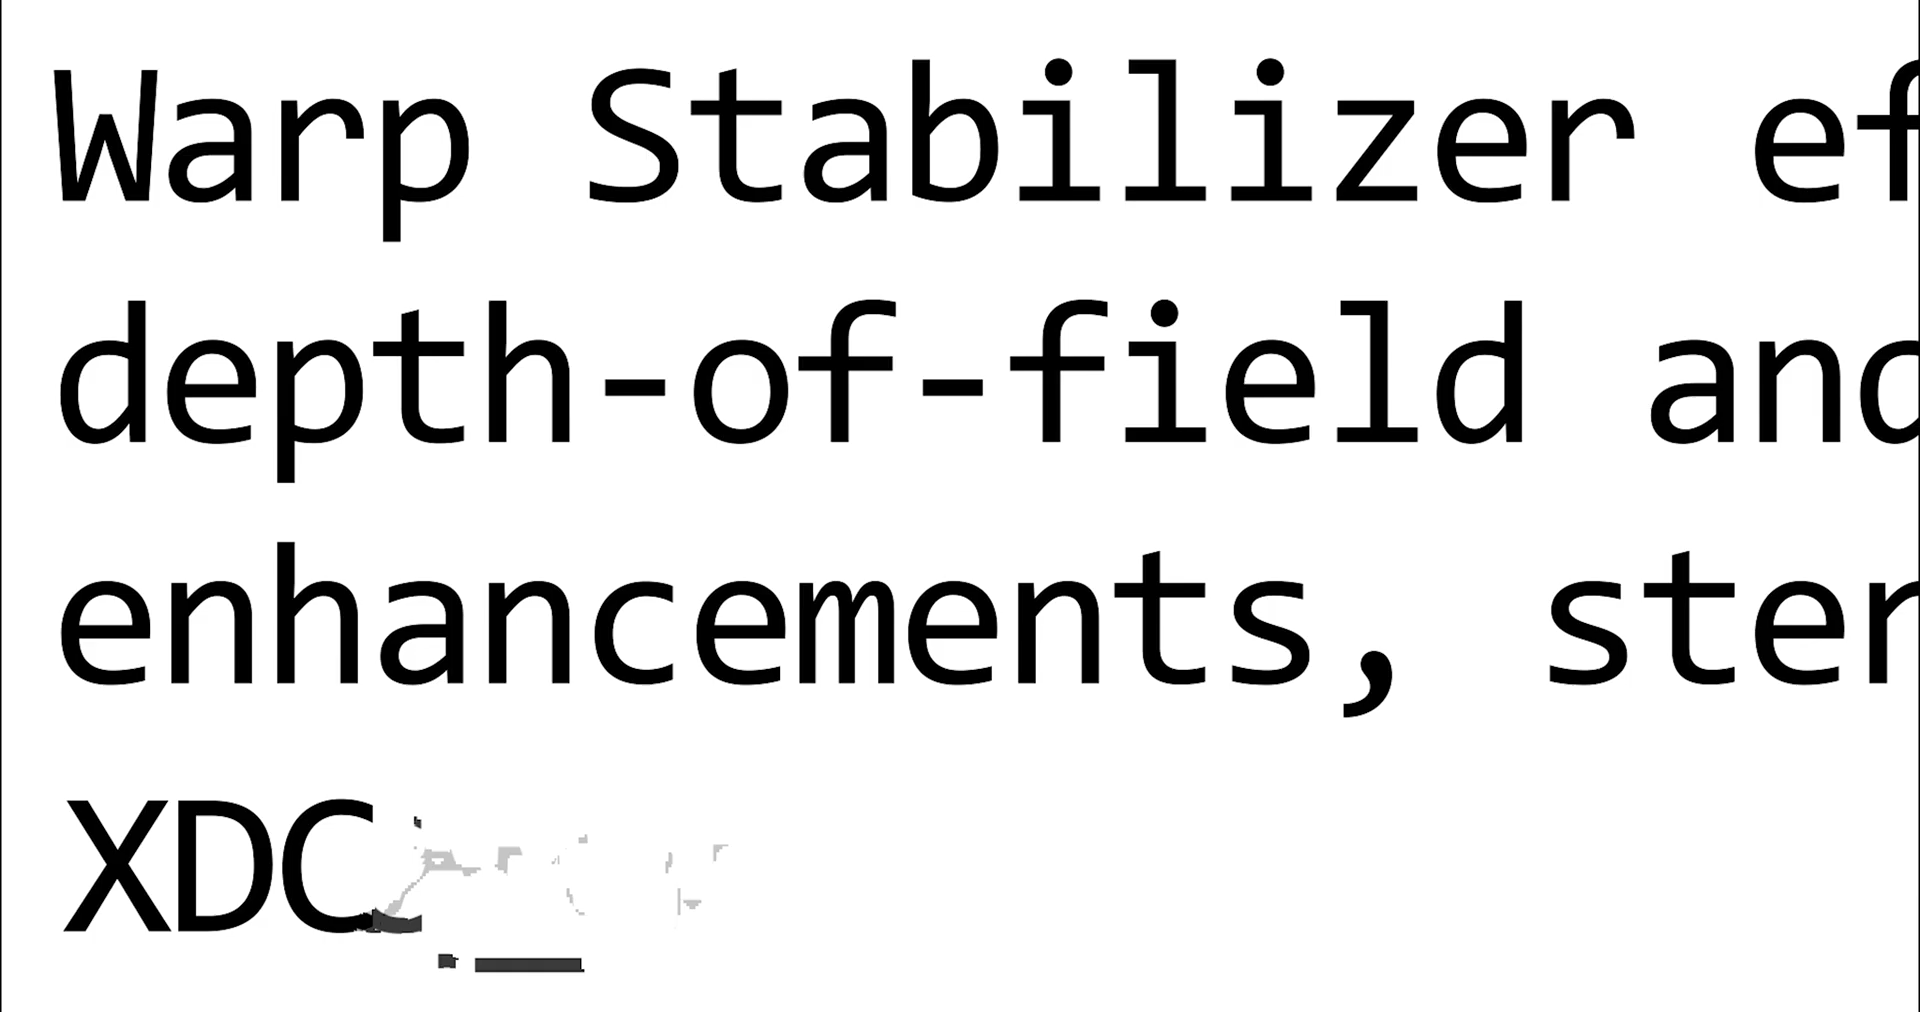 Warp Stabilizer ef
depth-of-field and
enhancements, ster
XDC